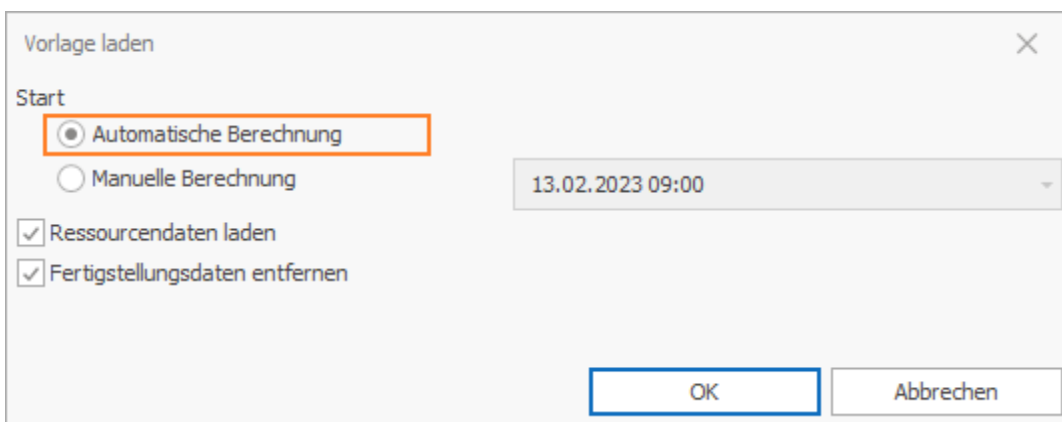 Vorlage laden
Start
Automatische Berechnung
Manuelle Berechnung 13.02.2023 09:00
Ressourcendaten laden
Fertigstellungsdaten entfernen
OK Abbrechen